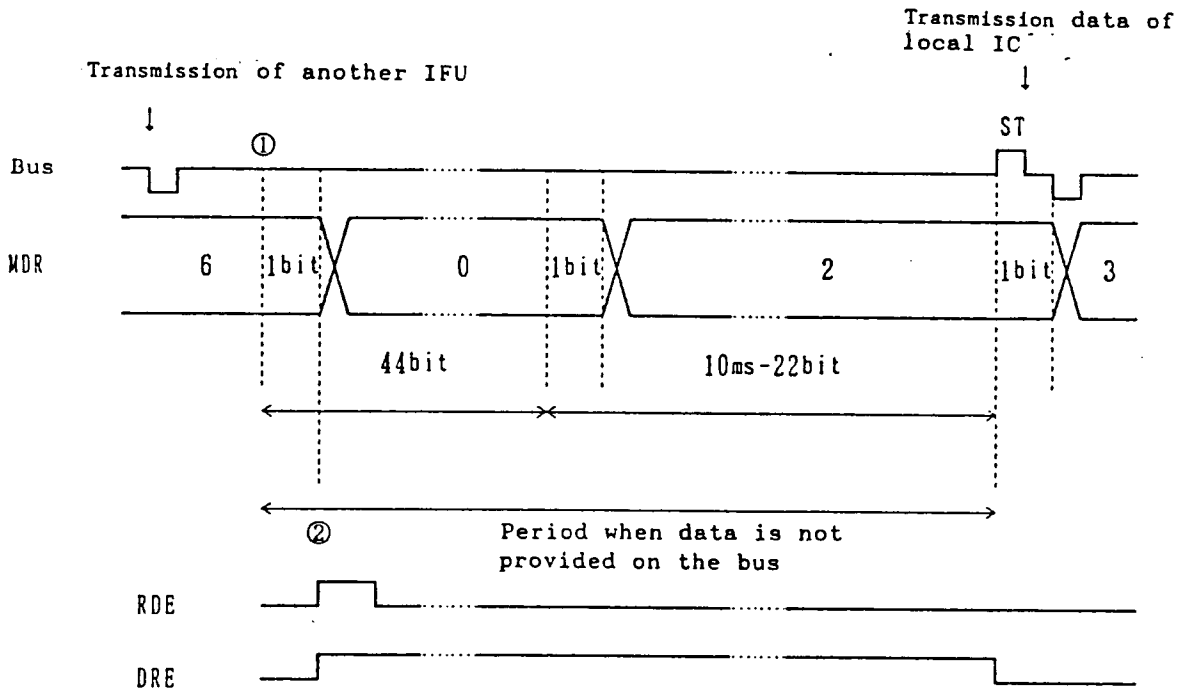 Transmission data of
local IC
Transmission of another IFU
↓
↓
ST
①
Bus
MDR
6
1bit
0
1bit
2
1bit
3
44bit
10ms-22bit
②
Period when data is not
provided on the bus
RDE
DRE